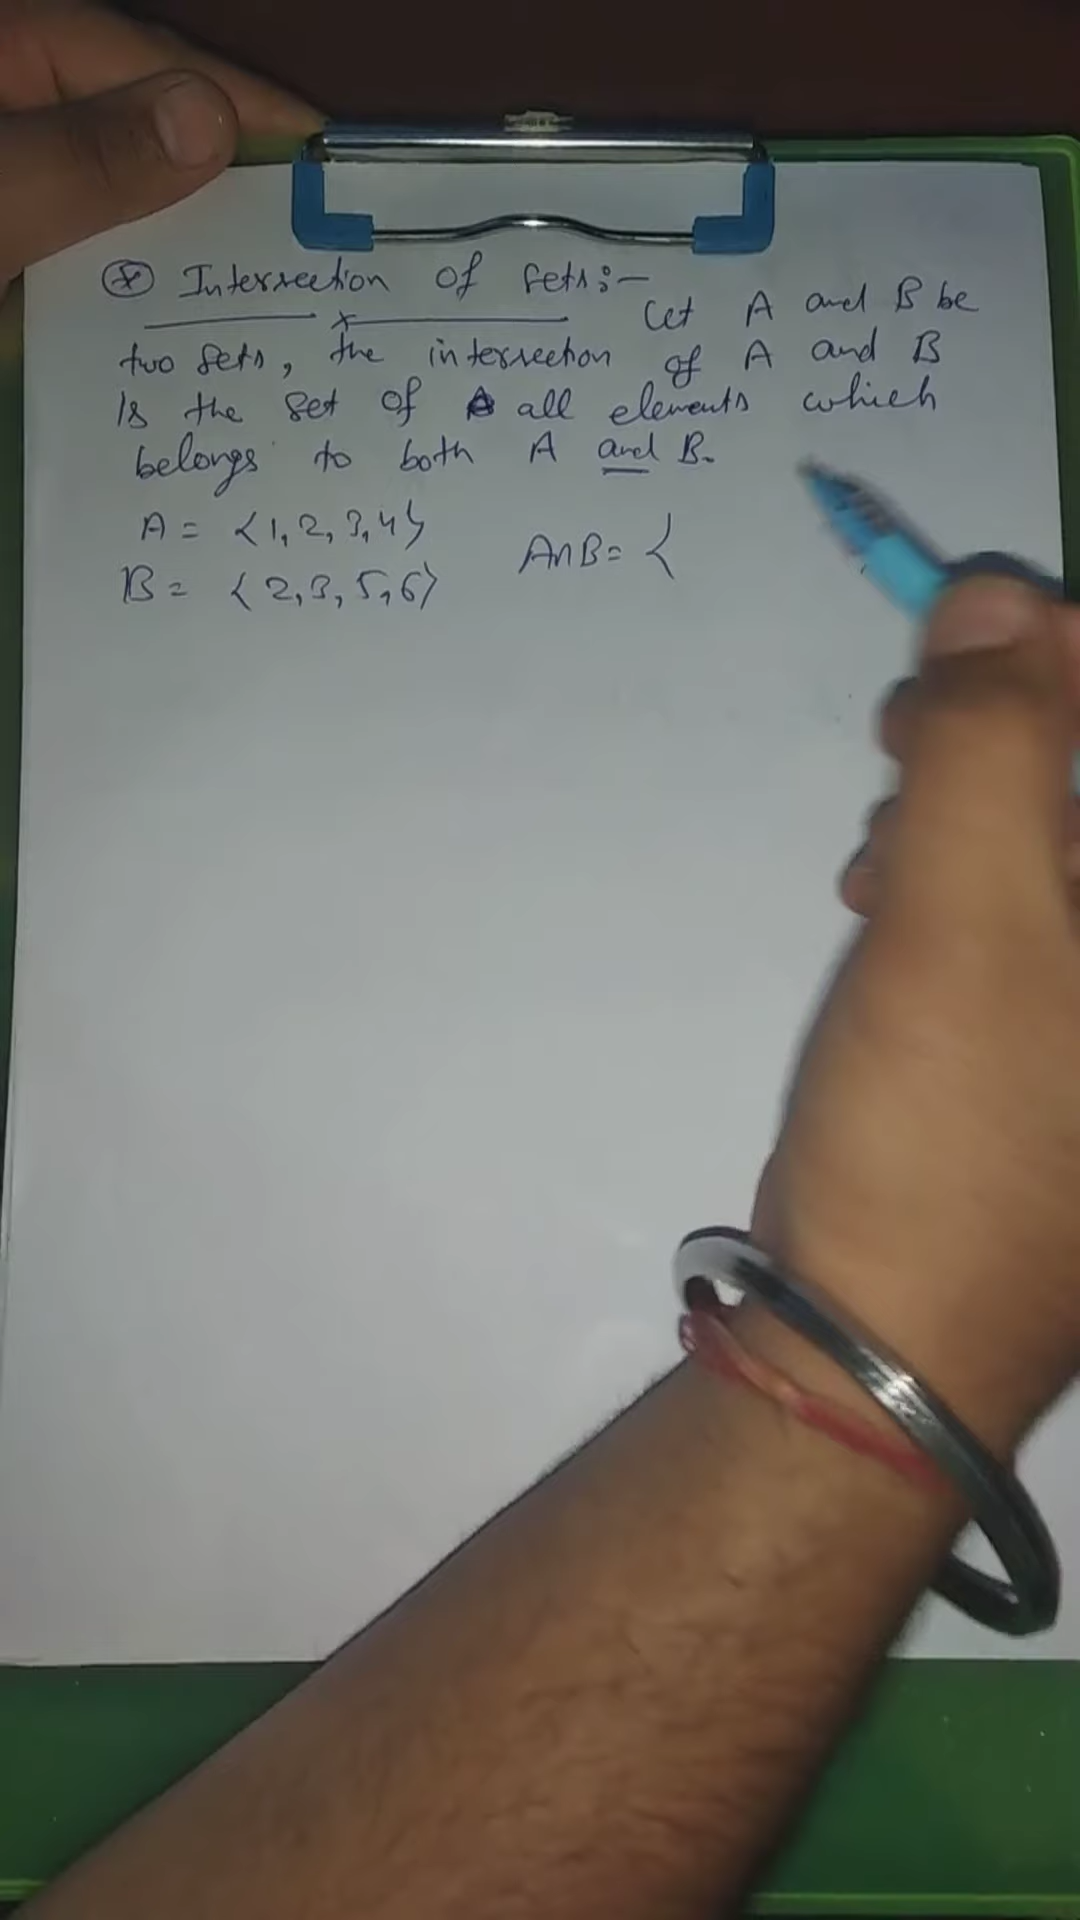 ⊛ Intersection of sets:-
Let A and B be
two sets, the intersection of A and B
is the set of all elements which
belongs to both A and B.
A = {1, 2, 3, 4}
B = {2, 3, 5, 6}
A∩B = {